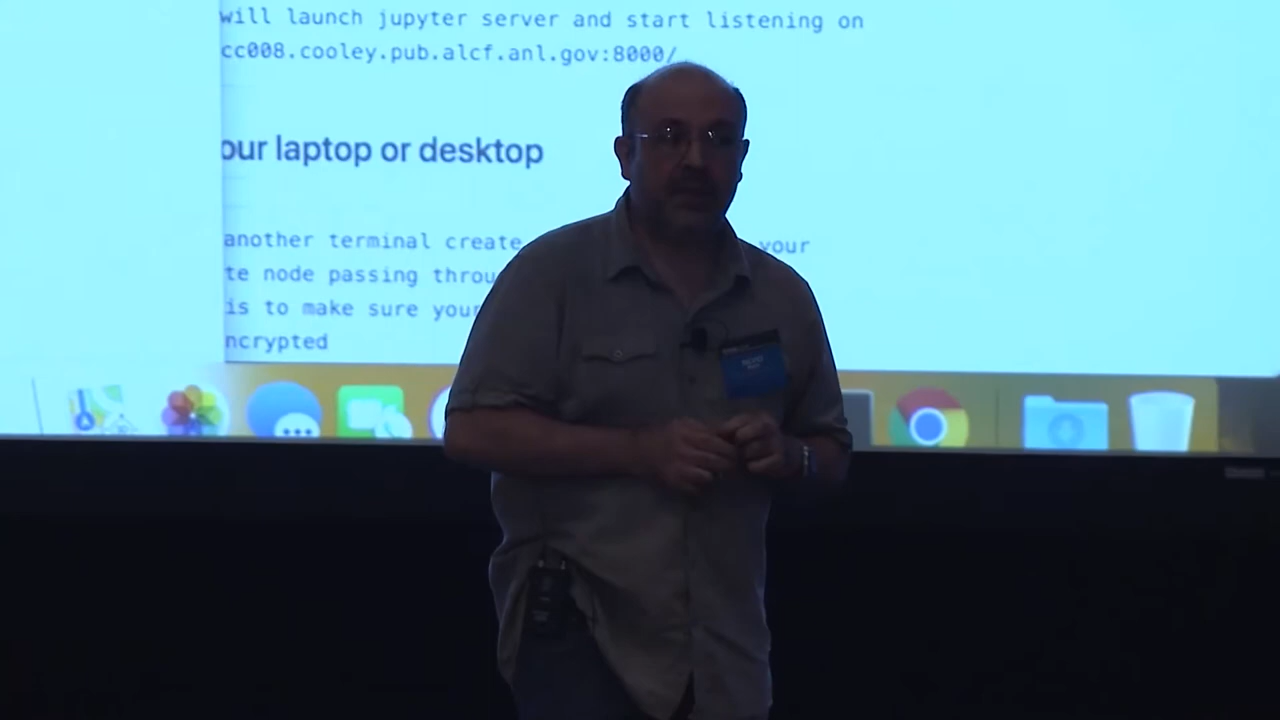 will launch jupyter server and start listening on
cc008.cooley.pub.alcf.anl.gov:8000/
our laptop or desktop
another terminal create your
te node passing throu
is to make sure your
ncrypted